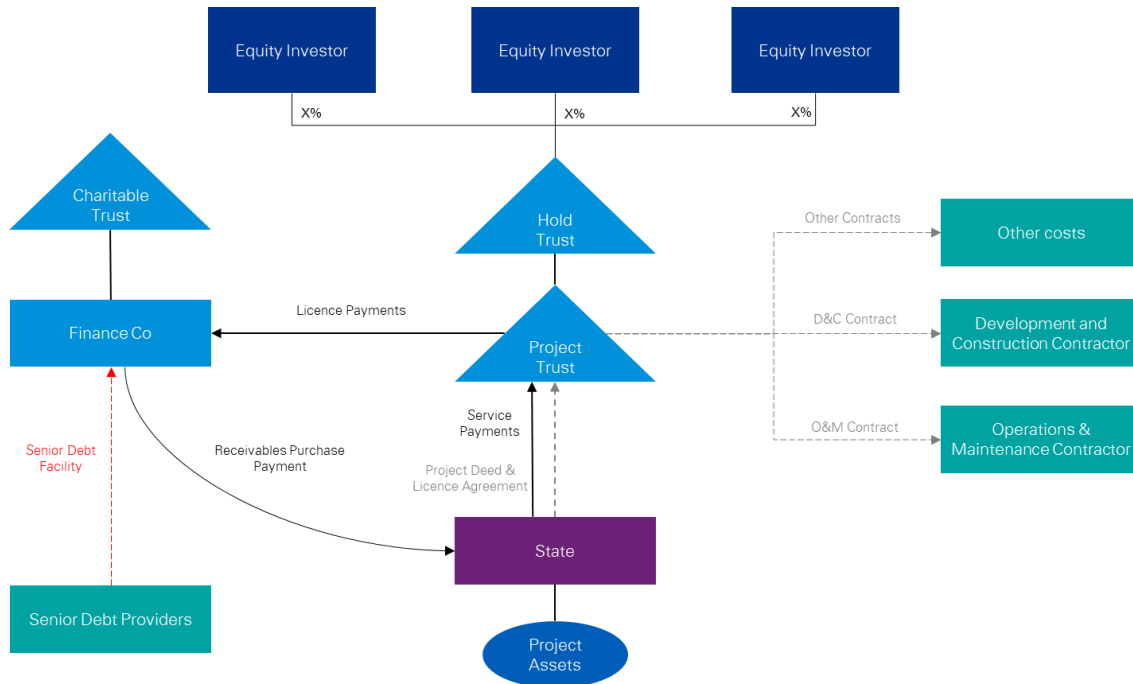 Equity Investor
Equity Investor
Equity Investor
X%
X%
X%
Charitable
Trust
Hold
Trust
Other Contracts
Other costs
Licence Payments
Finance Co
Project
Trust
D&C Contract
Development and
Construction Contractor
Service
Payments
O&M Contract
Operations &
Maintenance Contractor
Senior Debt
Facility
Receivables Purchase
Payment
Project Deed &
Licence Agreement
State
Senior Debt Providers
Project
Assets